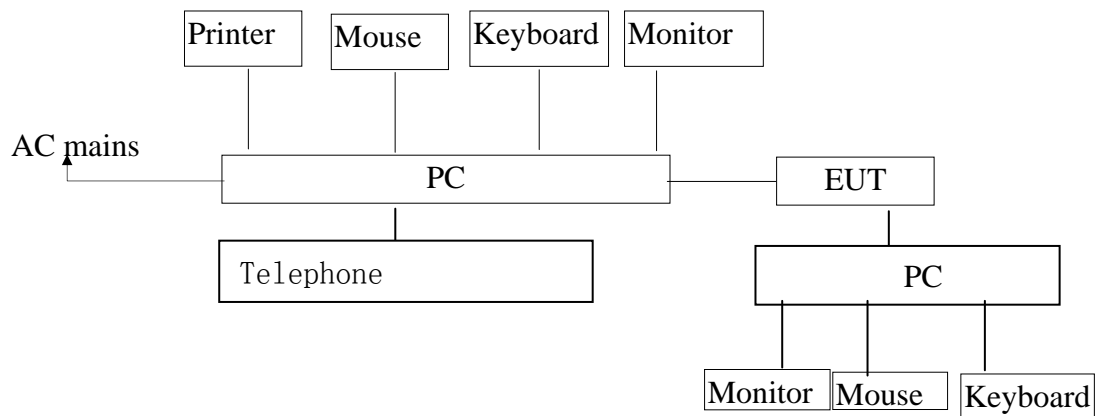 Printer
Mouse
Keyboard
Monitor
AC mains
PC
EUT
Telephone
PC
Monitor
Mouse
Keyboard